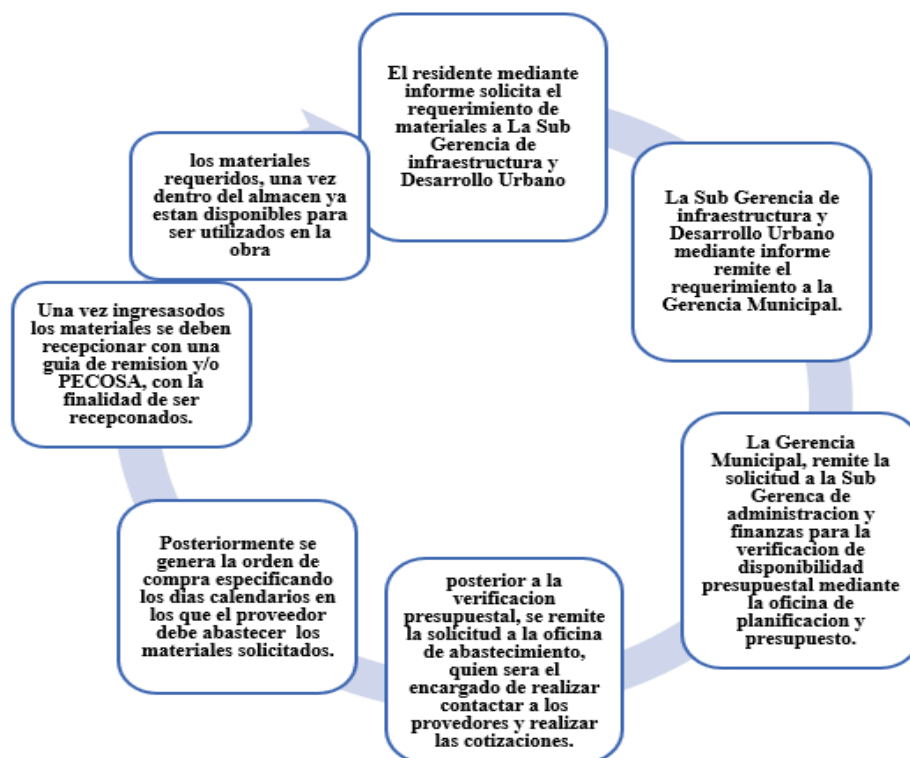 El residente mediante
informe solicita el
requerimiento de
materiales a La Sub
Gerencia de
infraestructura y
Desarrollo Urbano
La Sub Gerencia de
infraestructura y
Desarrollo Urbano
mediante informe
remite el
requerimiento a la
Gerencia Municipal.
La Gerencia
Municipal, remite la
solicitud a la Sub
Gerenca de
administracion y
finanzas para la
verificacion de
disponibilidad
presupuestal mediante
la oficina de
planificacion y
presupuesto.
posterior a la
verificacion
presupuestal, se remite
la solicitud a la oficina
de abastecimiento,
quien sera el
encargado de realizar
contactar a los
provedores y realizar
las cotizaciones.
Posteriormente se
genera la orden de
compra especificando
los dias calendarios en
los que el proveedor
debe abastecer los
materiales solicitados.
Una vez ingresasodos
los materiales se deben
recepcionar con una
guia de remision y/o
PECOSA, con la
finalidad de ser
recepconados.
los materiales
requeridos, una vez
dentro del almacen ya
estan disponibles para
ser utilizados en la
obra